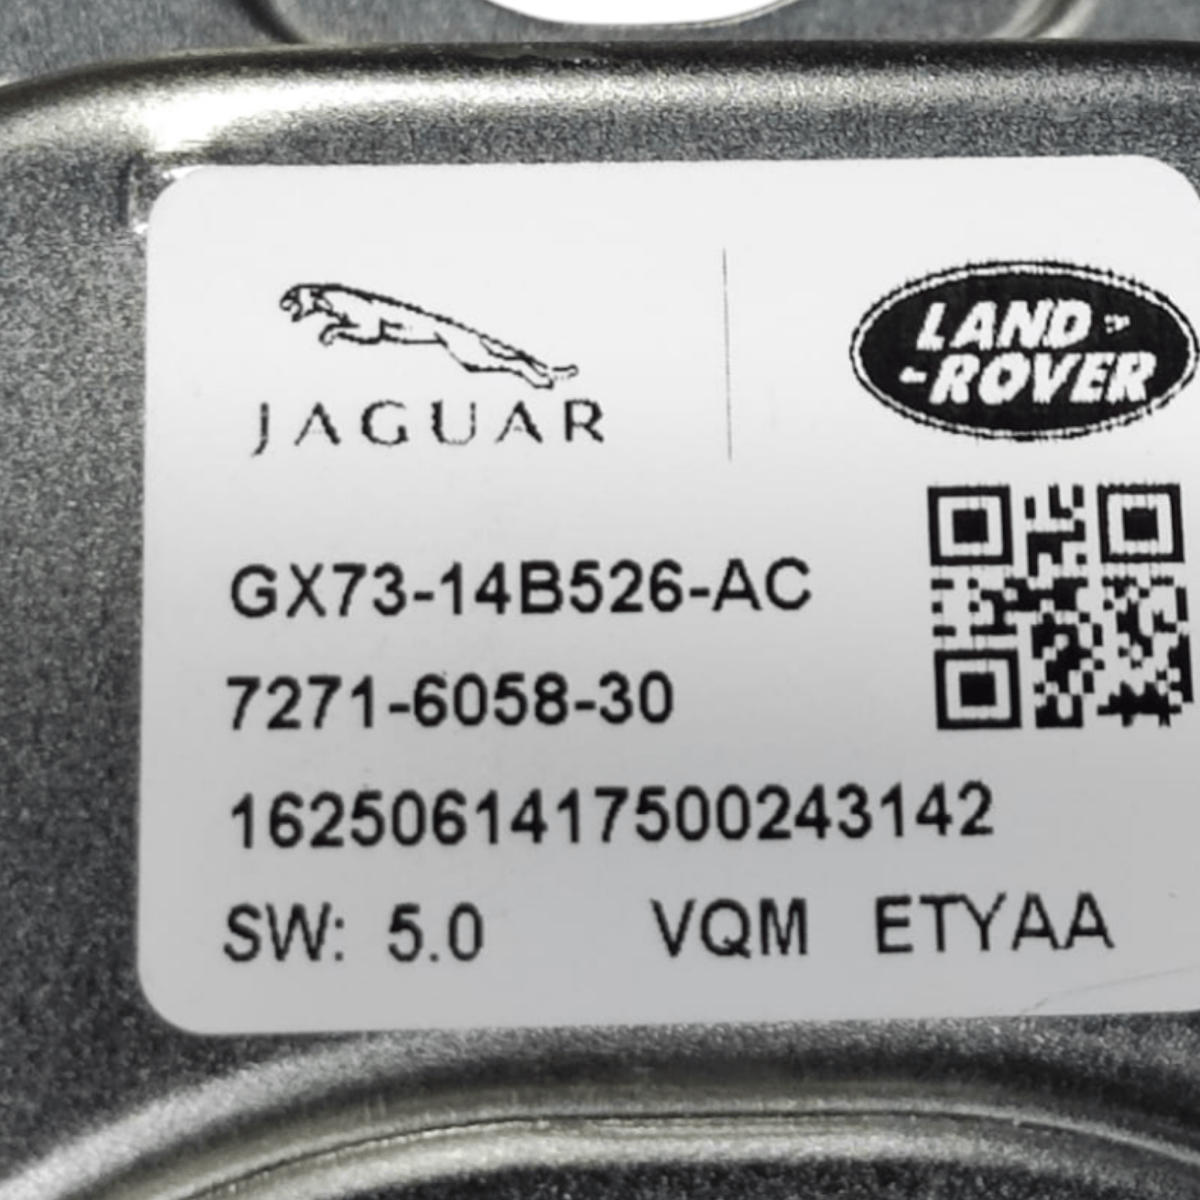 JAGUAR
LAND
-ROVER
GX73-14B526-AC
7271-6058-30
1625061417500243142
SW: 5.0 VQM ETYAA